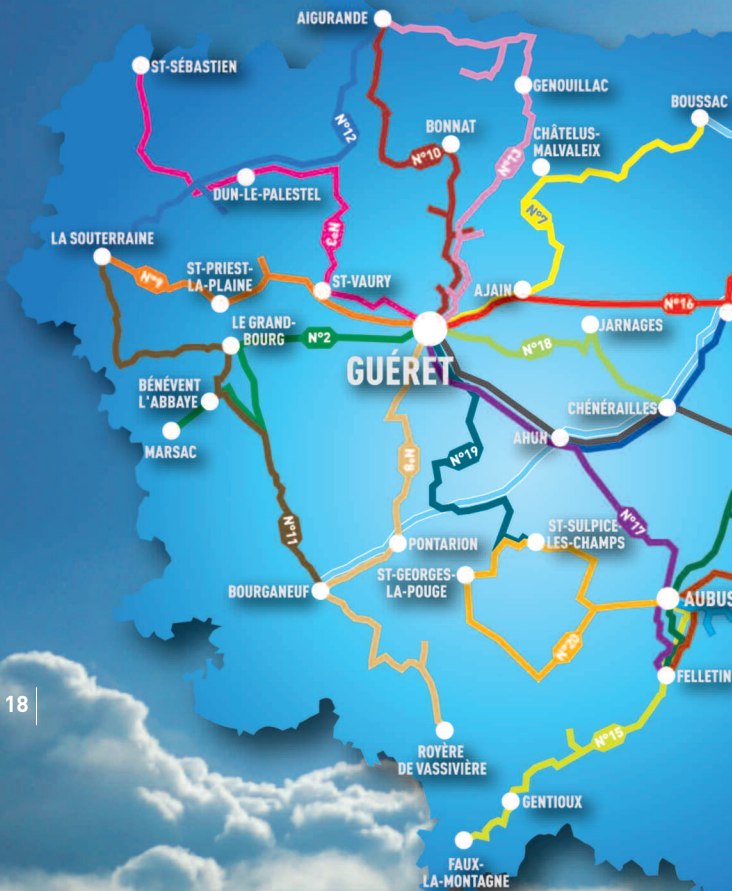 AIGURANDE
ST-SÉBASTIEN
GENOUILLAC
BOUSSAC
N°12
BONNAT
CHÂTELUS-
MALVALEIX
N°10
N°13
DUN-LE-PALESTEL
N°7
N°3
LA SOUTERRAINE
ST-PRIEST-
LA-PLAINE
ST-VAURY
AJAIN
N°16
LE GRAND-
BOURG
N°2
JARNAGES
N°18
GUÉRET
BÉNÉVENT
L'ABBAYE
CHÉNÉRAILLES
MARSAC
AHUN
N°8
N°19
N°11
N°17
PONTARION
ST-SULPICE-
LES-CHAMPS
BOURGANEUF
ST-GEORGES-
LA-POUGE
AUBUS
N°20
FELLETIN
18
N°15
ROYÈRE
DE VASSIVIÈRE
GENTIOUX
FAUX-
LA-MONTAGNE